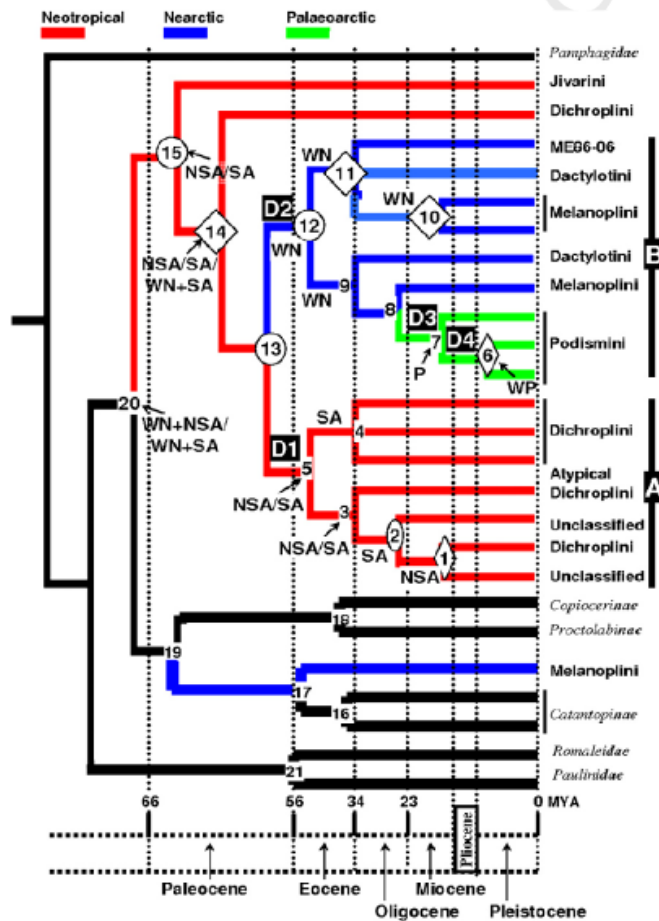 Neotropical Nearctic Palaeoarctic
Pamphagidae
Jivarini
Dichroplini
15
NSA/SA
WN
ME66-06
11
Dactylotini
D2
WN
10
Melanoplini
14
12
WN
NSA/SA/
WN+SA
WN
9
Dactylotini
8
Melanoplini
D3
13
7
D4
6
Podismini
P
WP
20
WN+NSA/
WN+SA
SA
4
Dichroplini
D1
5
NSA/SA
Atypical
Dichroplini
3
NSA/SA
2
Unclassified
SA
1
Dichroplini
NSA
Unclassified
B
A
Copiocerinae
18
Proctolabinae
19
17
Melanoplini
16
Catantopinae
Romaleidae
21
Paulinidae
66 56 34 23 0 MYA
Pliocene
Paleocene Eocene Miocene
Oligocene Pleistocene